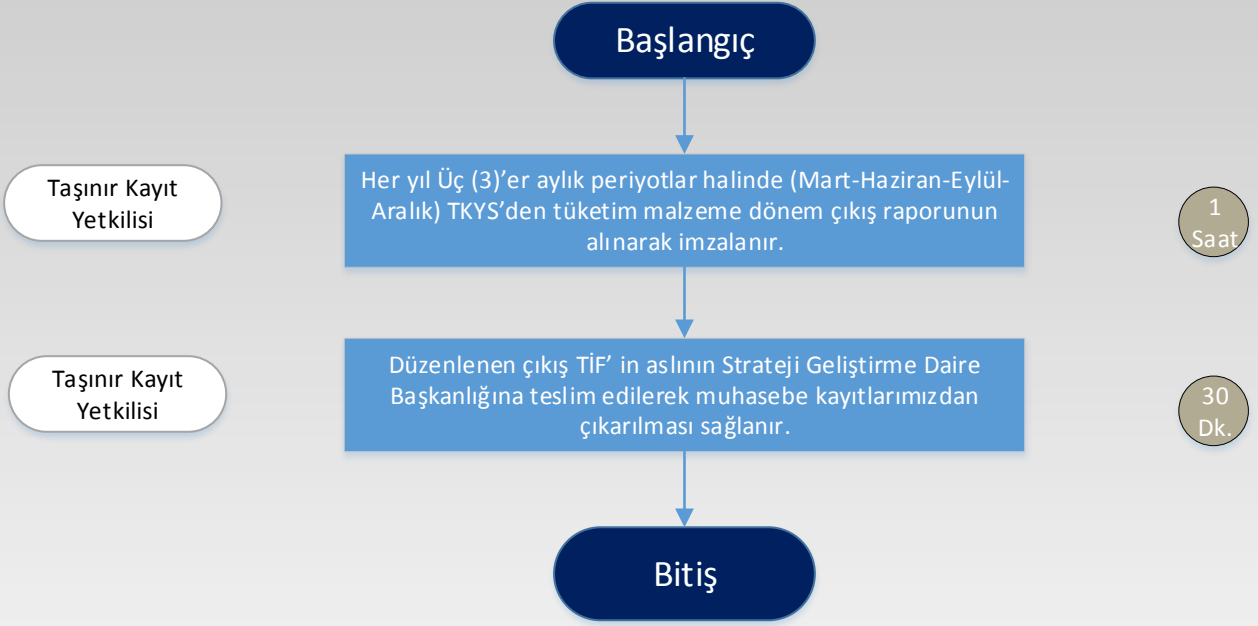 Başlangıç
Taşınır Kayıt
Yetkilisi
Her yıl Üç (3)’er aylık periyotlar halinde (Mart-Haziran-Eylül-
Aralık) TKYS’den tüketim malzeme dönem çıkış raporunun
alınarak imzalanır.
1
Saat
Taşınır Kayıt
Yetkilisi
Düzenlenen çıkış TİF’ in aslının Strateji Geliştirme Daire
Başkanlığına teslim edilerek muhasebe kayıtlarımızdan
çıkarılması sağlanır.
30
Dk.
Bitiş